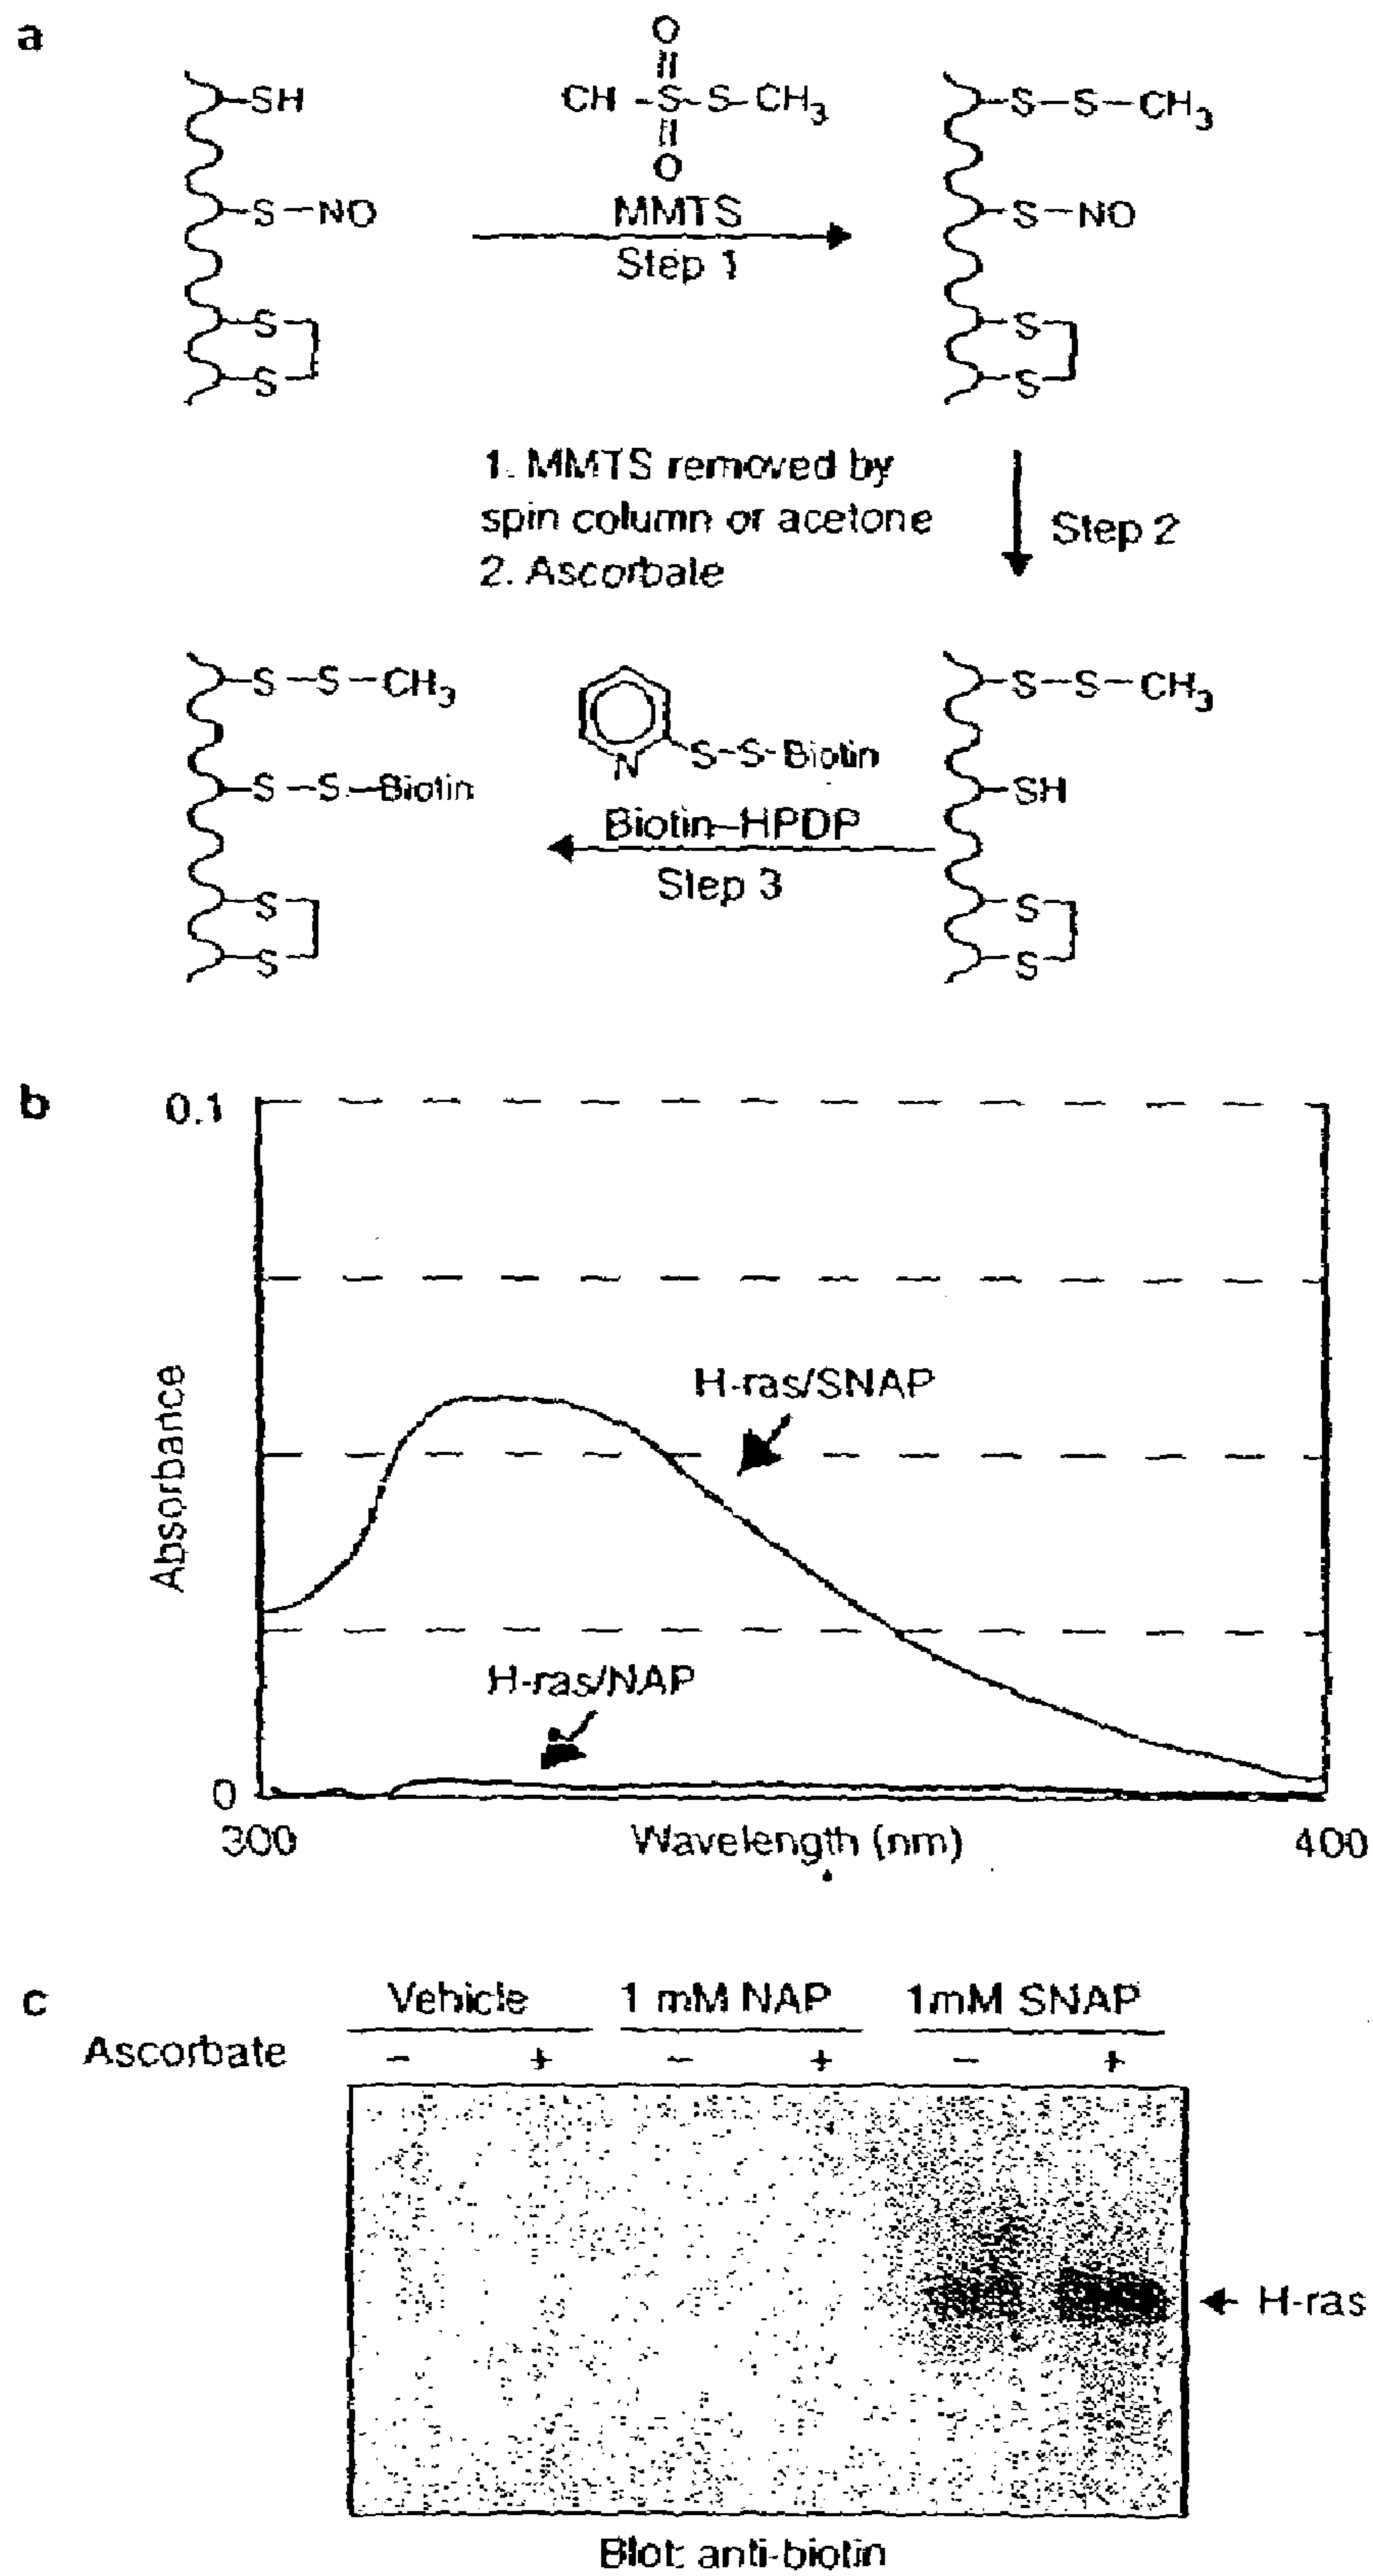 a
O
SH
CH -S-S-CH3
S-S-CH3
O
S-NO
MMTS
S-NO
Step 1
S
S
S
S
1. MMTS removed by
spin column or acetone
2. Ascorbale
Step 2
S-S-CH3
S-S-CH3
N
S-S-Biotin
S-S-Biotin
SH
Biotin–HPDP
Step 3
S
S
S
S
b
0.1
Absorbance
H-ras/SNAP
H-ras/NAP
0
300
Wavelength (nm)
400
c
Vehicle 1 mM NAP 1mM SNAP
Ascorbate - + - + - +
H-ras
Blot: anti-biotin